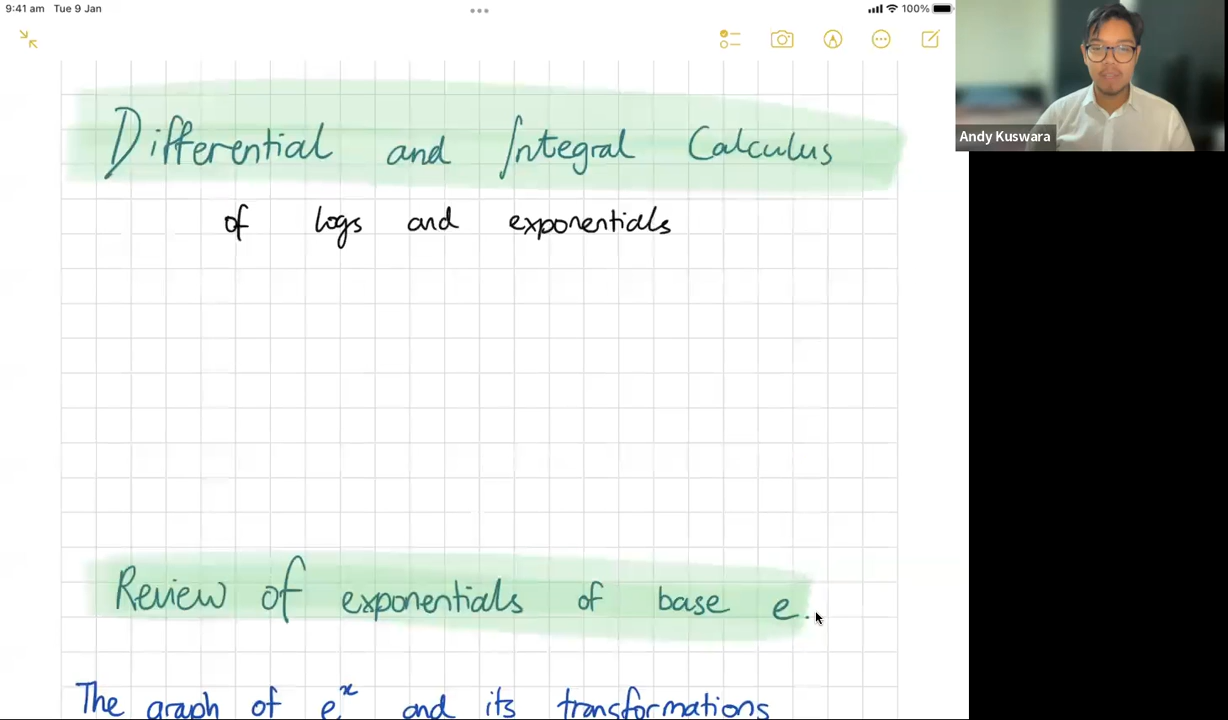 9:41 am Tue 9 Jan
100%
Andy Kuswara
Differential and Integral Calculus
of logs and exponentials
Review of exponentials of base e.
The graph of eˣ and its transformations